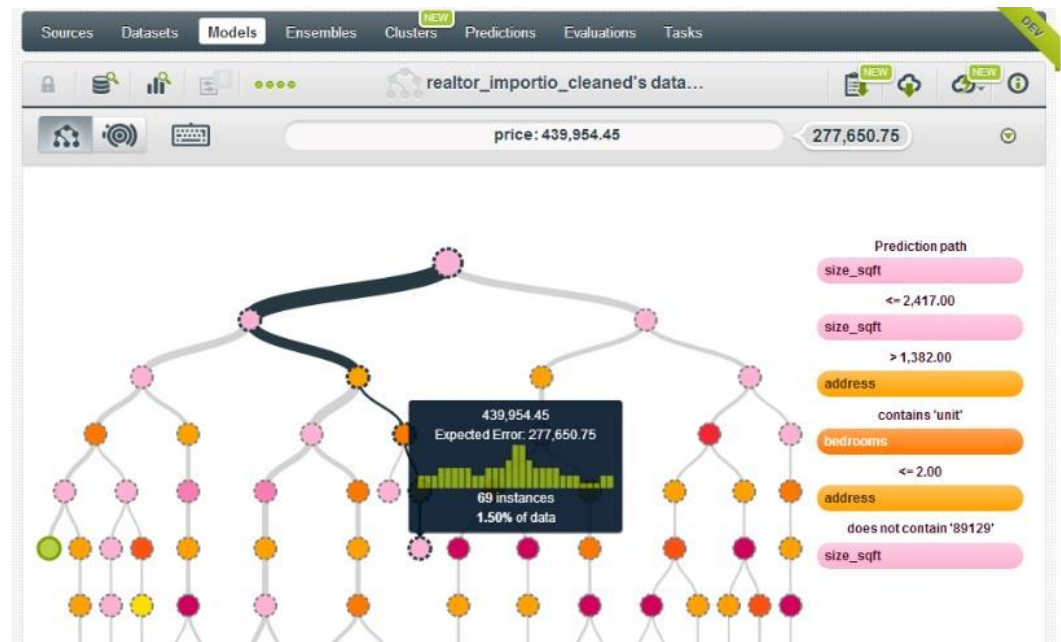 NEW
DEV
Sources Datasets Models Ensembles Clusters Predictions Evaluations Tasks
realtor_importio_cleaned's data...
NEW
NEW
price: 439,954.45
277,650.75
Prediction path
size_sqft
<= 2,417.00
size_sqft
> 1,382.00
address
contains 'unit'
bedrooms
<= 2.00
address
does not contain '89129'
size_sqft
439,954.45
Expected Error: 277,650.75
69 instances
1.50% of data